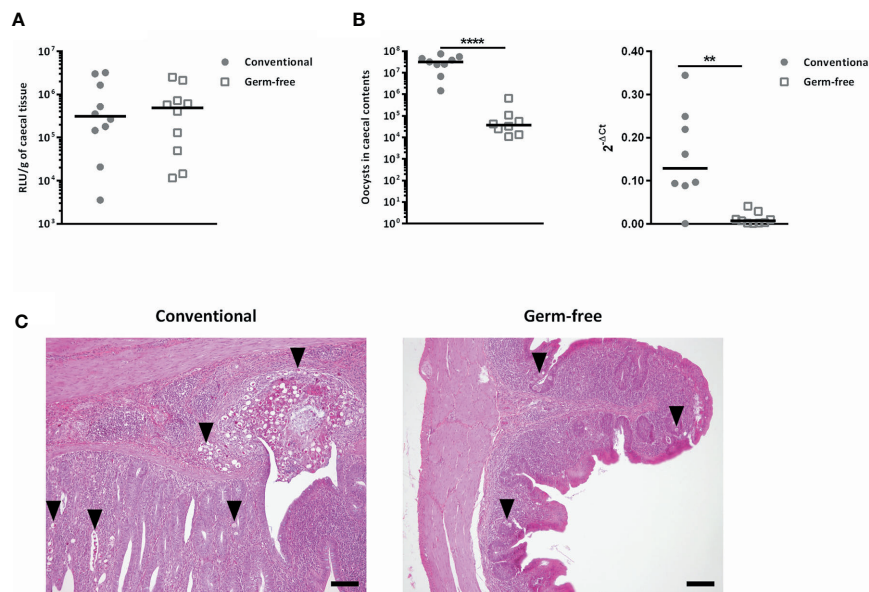 A
10⁷
10⁶
10⁵
10⁴
10³
RLU/g of caecal tissue
Conventional
Germ-free
B
10⁸
10⁷
10⁶
10⁵
10⁴
10³
10²
10¹
10⁰
Oocysts in caecal contents
****
0.40
0.30
0.20
0.10
0.00
2^-ΔCt
**
Conventional
Germ-free
C
Conventional
Germ-free